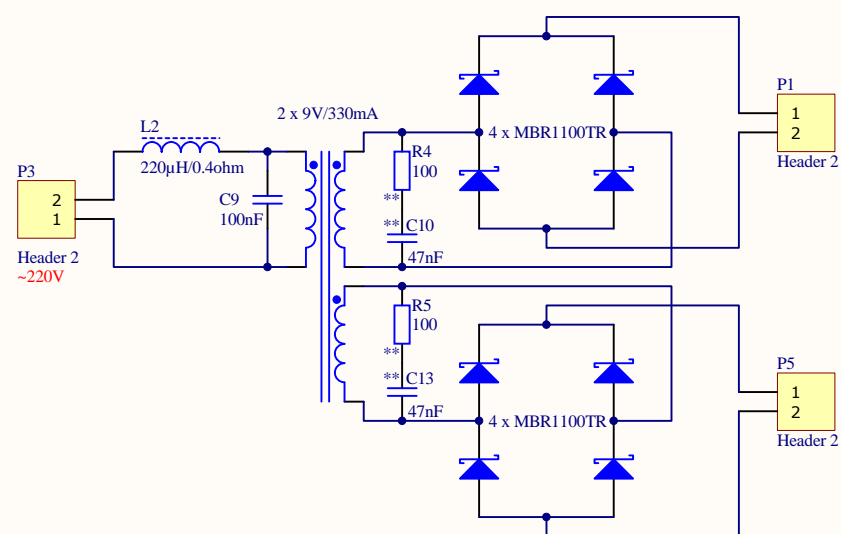 2 x 9V/330mA
L2
220µH/0.4ohm
P3
2
1
Header 2
~220V
C9
100nF
R4
100
**
** C10
47nF
4 x MBR1100TR
P1
1
2
Header 2
R5
100
**
** C13
47nF
4 x MBR1100TR
P5
1
2
Header 2